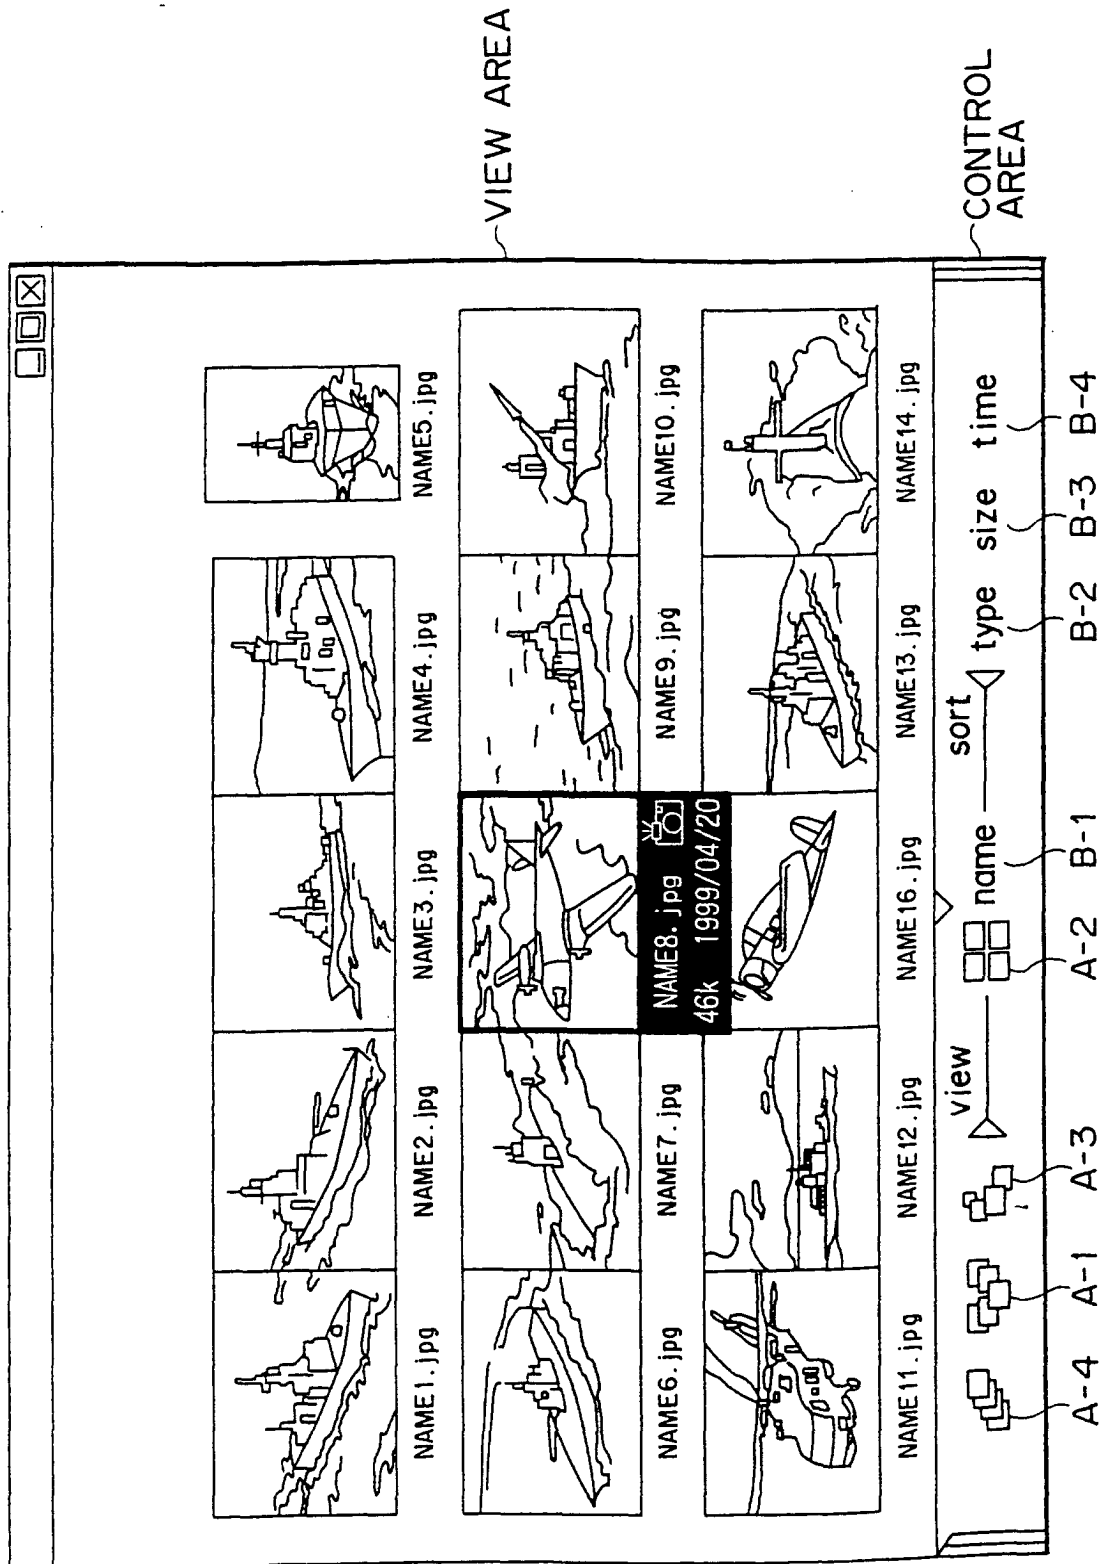 VIEW AREA
NAME1.jpg
NAME2.jpg
NAME3.jpg
NAME4.jpg
NAME5.jpg
NAME6.jpg
NAME7.jpg
NAME8.jpg
46k 1999/04/20
NAME9.jpg
NAME10.jpg
NAME11.jpg
NAME12.jpg
NAME16.jpg
NAME13.jpg
NAME14.jpg
CONTROL
AREA
view
sort
name
type
size
time
A-4
A-1
A-3
A-2
B-1
B-2
B-3
B-4